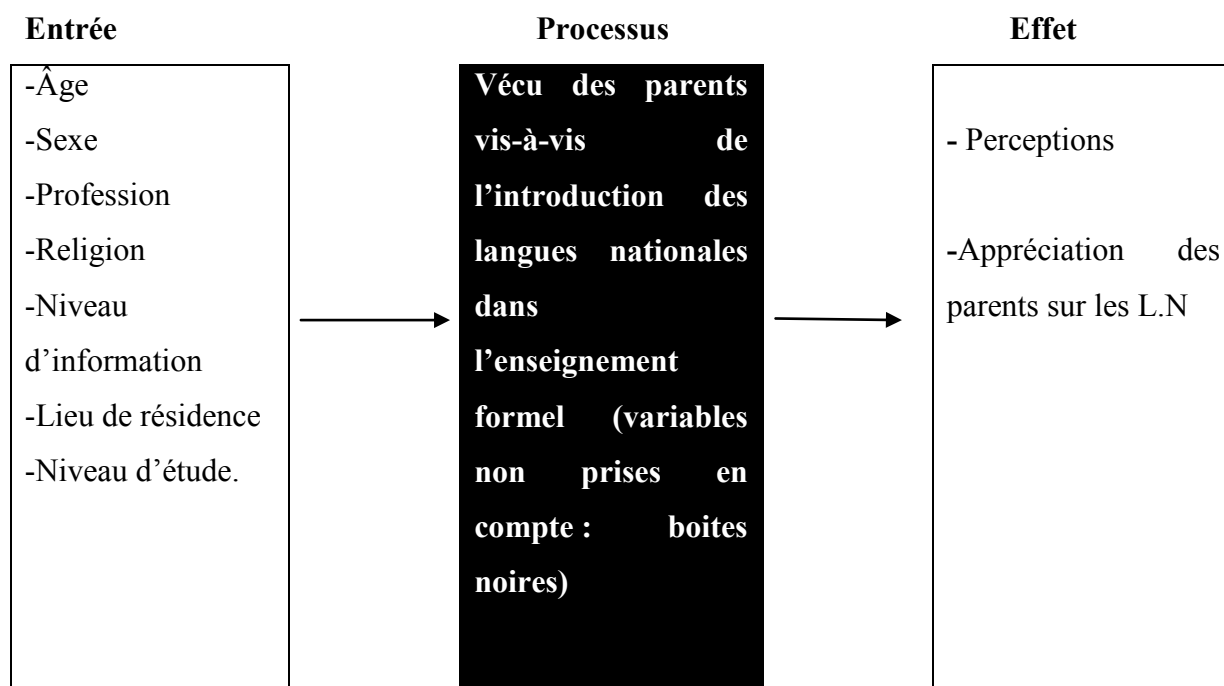 Entrée Processus Effet
-Âge
-Sexe
-Profession
-Religion
-Niveau
d’information
-Lieu de résidence
-Niveau d’étude.
Vécu des parents
vis-à-vis de
l’introduction des
langues nationales
dans
l’enseignement
formel (variables
non prises en
compte : boites
noires)
- Perceptions
-Appréciation des
parents sur les L.N